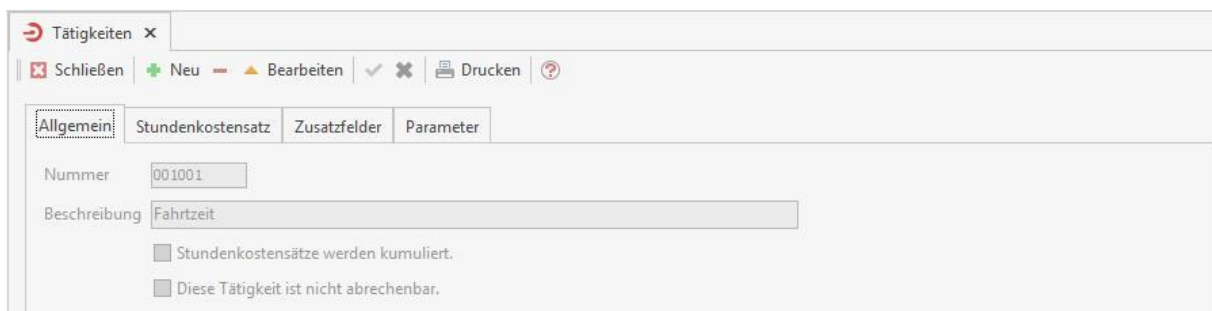 Tätigkeiten
Schließen Neu Bearbeiten Drucken
Allgemein Stundenkostensatz Zusatzfelder Parameter
Nummer 001001
Beschreibung Fahrtzeit
Stundenkostensätze werden kumuliert.
Diese Tätigkeit ist nicht abrechenbar.